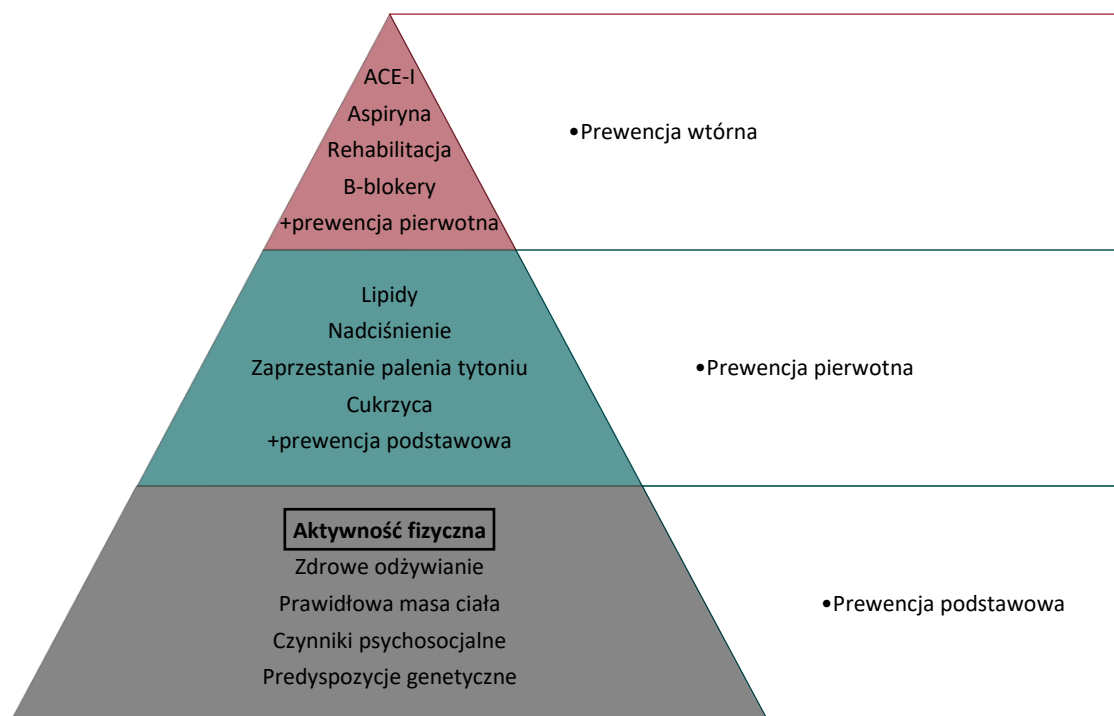 ACE-I
Aspiryna
Rehabilitacja
B-blokery
+prewencja pierwotna
•Prewencja wtórna
Lipidy
Nadciśnienie
Zaprzestanie palenia tytoniu
Cukrzyca
+prewencja podstawowa
•Prewencja pierwotna
Aktywność fizyczna
Zdrowe odżywianie
Prawidłowa masa ciała
Czynniki psychosocjalne
Predyspozycje genetyczne
•Prewencja podstawowa